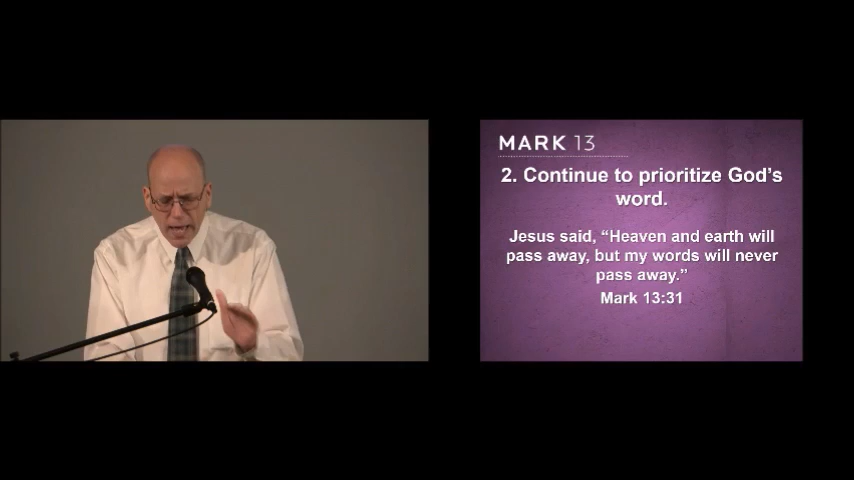 MARK 13
2. Continue to prioritize God's
word.
Jesus said, “Heaven and earth will
pass away, but my words will never
pass away.”
Mark 13:31